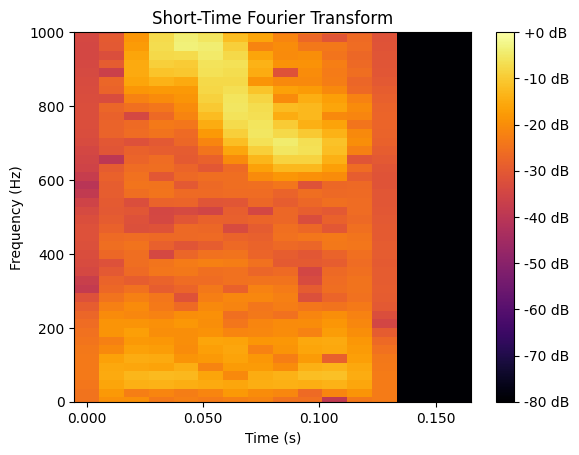 Short-Time Fourier Transform
1000
800
600
400
200
0
Frequency (Hz)
0.000
0.050
0.100
0.150
Time (s)
+0 dB
-10 dB
-20 dB
-30 dB
-40 dB
-50 dB
-60 dB
-70 dB
-80 dB